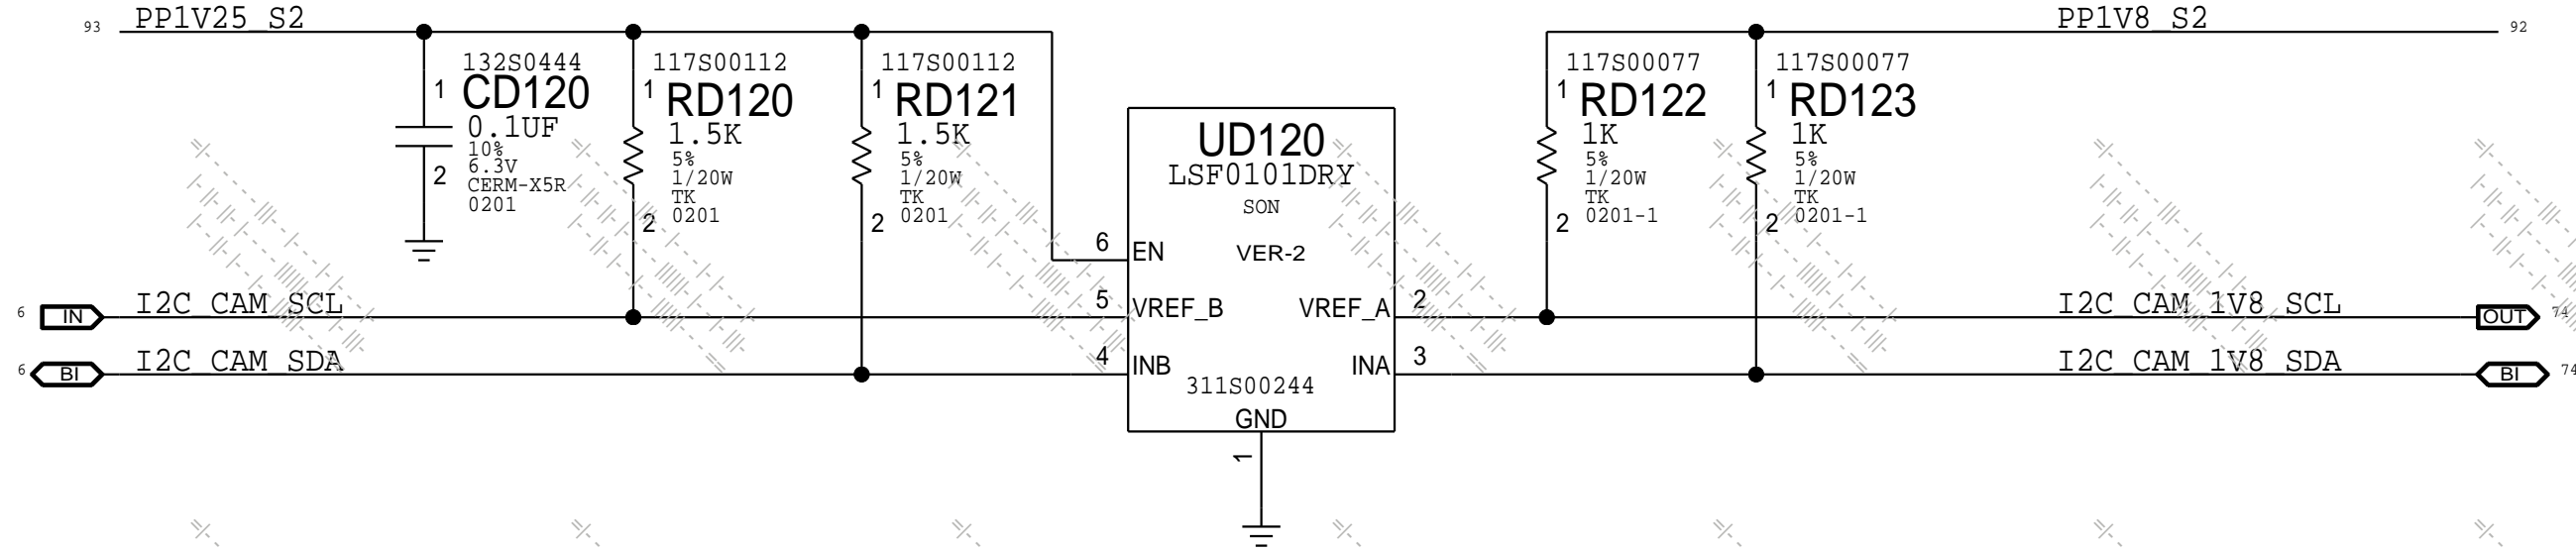 93 PP1V25_S2
PP1V8_S2 92
132S0444
1 CD120
0.1UF
10%
6.3V
2 CERM-X5R
0201
117S00112
1 RD120
1.5K
5%
1/20W
TK
2 0201
117S00112
1 RD121
1.5K
5%
1/20W
TK
2 0201
UD120
LSF0101DRY
SON
VER-2
6 EN
5 VREF_B
4 INB
VREF_A 2
INA 3
311S00244
GND
1
117S00077
1 RD122
1K
5%
1/20W
TK
2 0201-1
117S00077
1 RD123
1K
5%
1/20W
TK
2 0201-1
6 IN I2C_CAM_SCL
6 BI I2C_CAM_SDA
I2C_CAM_1V8_SCL OUT 74
I2C_CAM_1V8_SDA BI 74